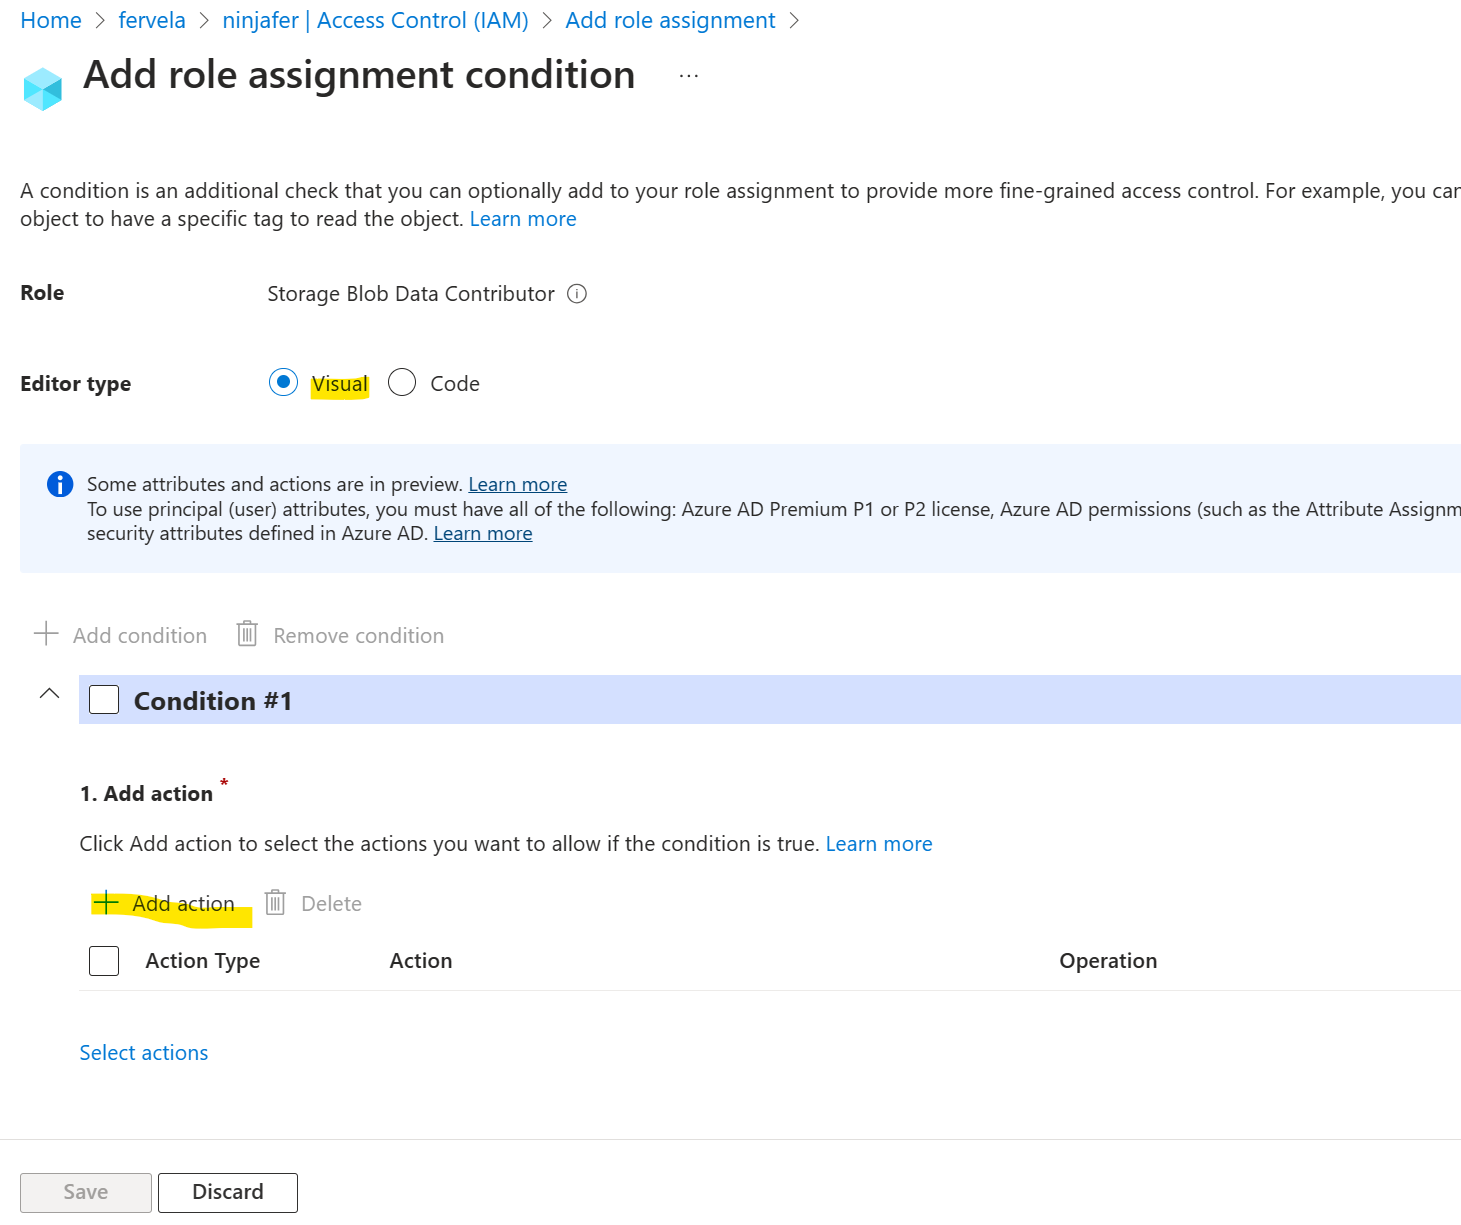 Home > fervela > ninjafer | Access Control (IAM) > Add role assignment >
Add role assignment condition ...
A condition is an additional check that you can optionally add to your role assignment to provide more fine-grained access control. For example, you can
object to have a specific tag to read the object. Learn more
Role Storage Blob Data Contributor
Editor type Visual Code
Some attributes and actions are in preview. Learn more
To use principal (user) attributes, you must have all of the following: Azure AD Premium P1 or P2 license, Azure AD permissions (such as the Attribute Assignm
security attributes defined in Azure AD. Learn more
Add condition Remove condition
Condition #1
1. Add action *
Click Add action to select the actions you want to allow if the condition is true. Learn more
Add action Delete
Action Type Action Operation
Select actions
Save Discard